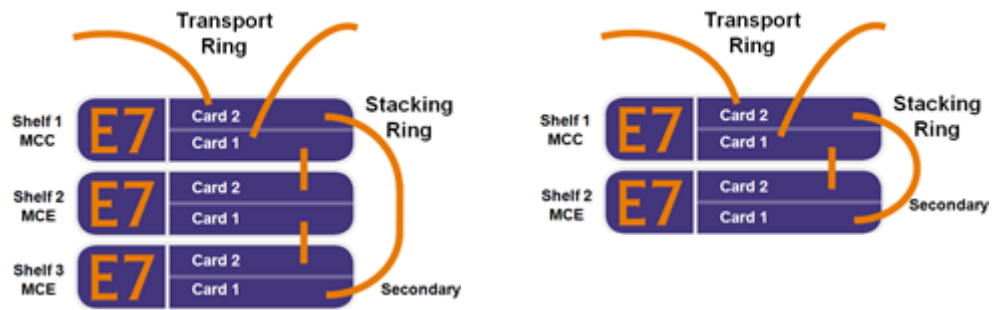 Transport
Ring
Shelf 1
MCC
E7
Card 2
Card 1
Stacking
Ring
Shelf 2
MCE
E7
Card 2
Card 1
Shelf 3
MCE
E7
Card 2
Card 1
Secondary
Transport
Ring
Shelf 1
MCC
E7
Card 2
Card 1
Stacking
Ring
Shelf 2
MCE
E7
Card 2
Card 1
Secondary